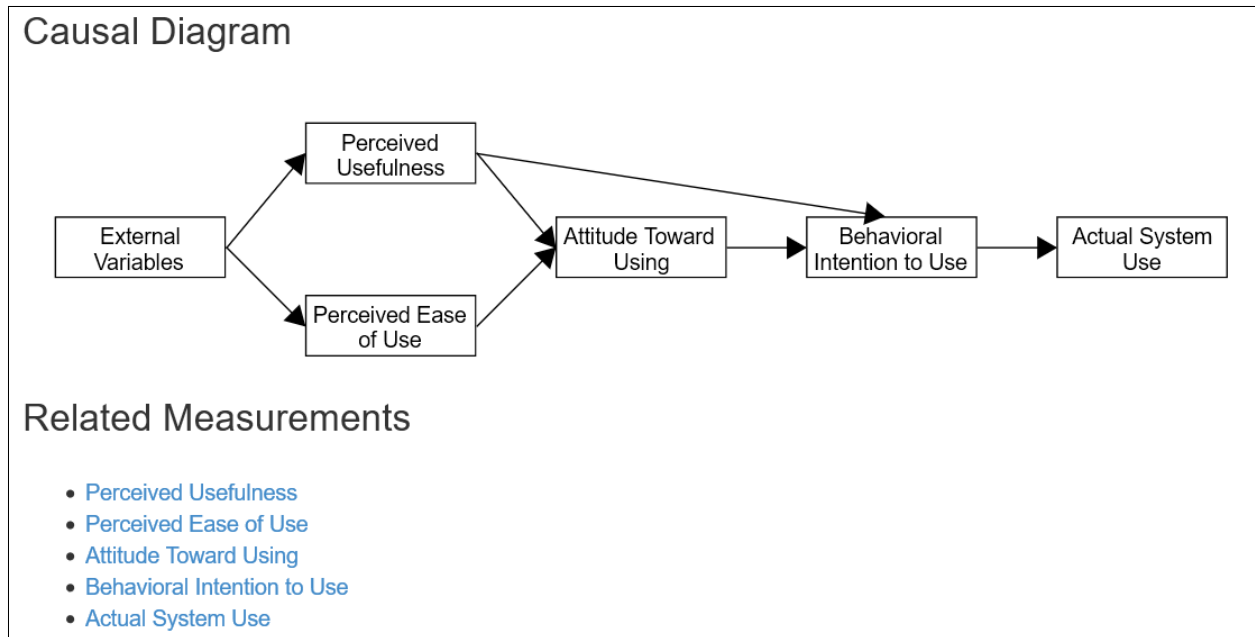 Causal Diagram
Perceived
Usefulness
External
Variables
Attitude Toward
Using
Behavioral
Intention to Use
Actual System
Use
Perceived Ease
of Use
Related Measurements
Perceived Usefulness
Perceived Ease of Use
Attitude Toward Using
Behavioral Intention to Use
Actual System Use